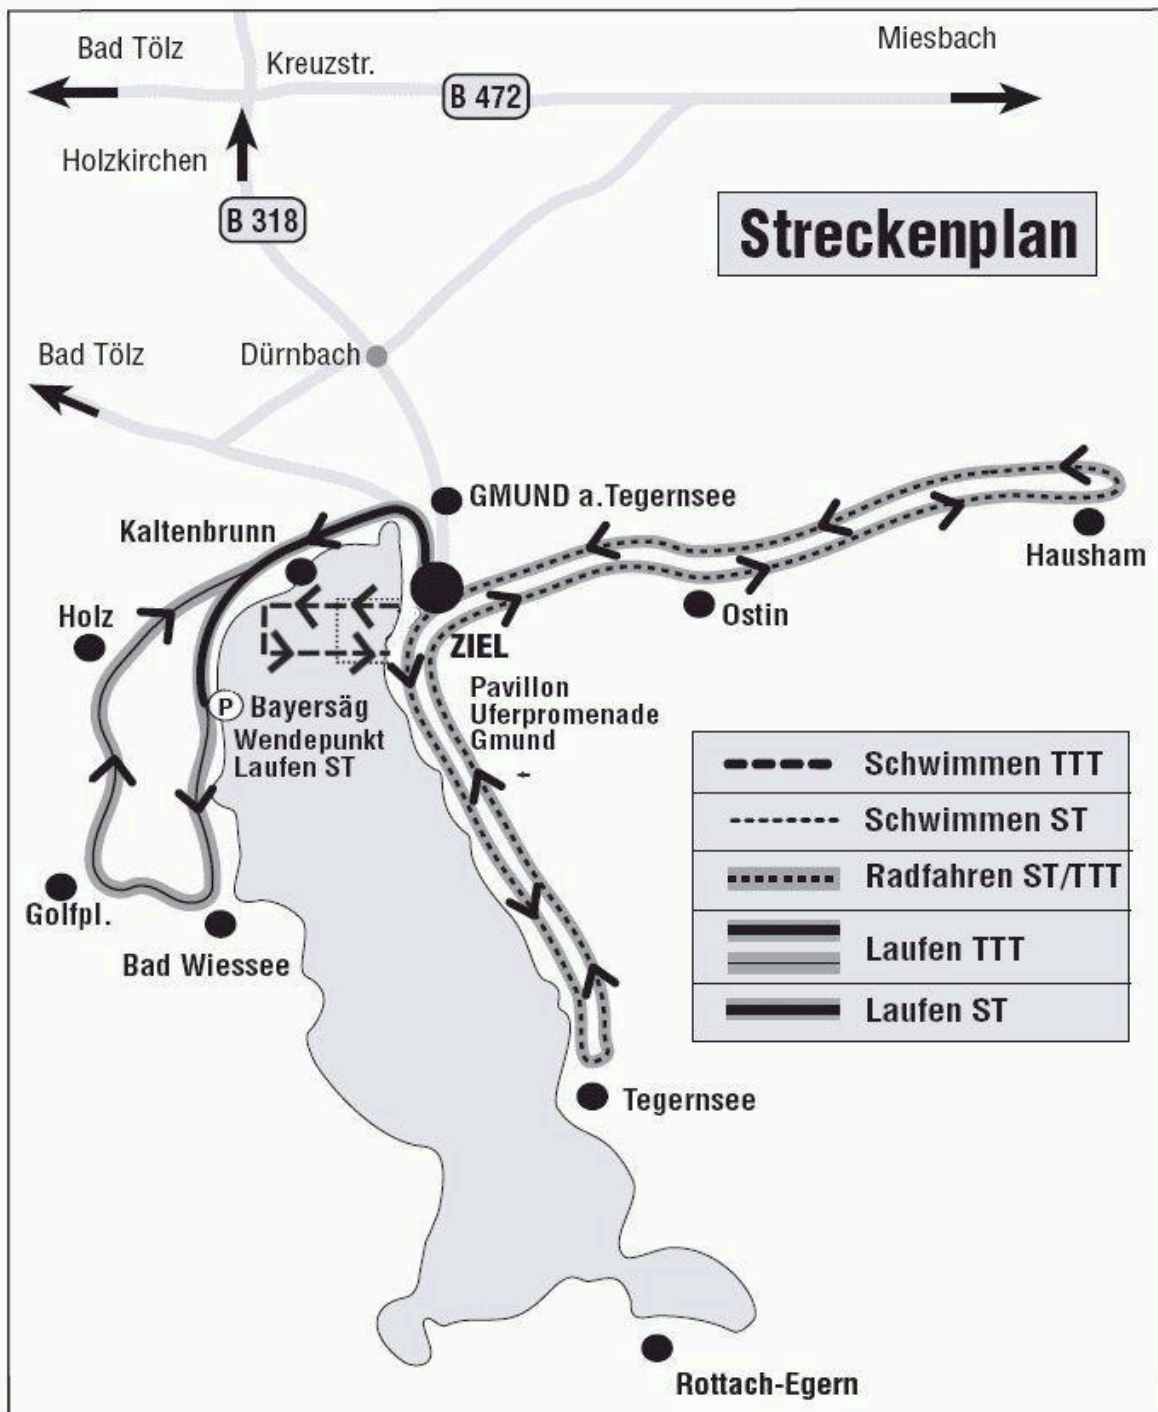 Bad Tölz
Kreuzstr.
Miesbach
B 472
Holzkirchen
B 318
Streckenplan
Bad Tölz
Dürnbach
GMUND a.Tegernsee
Kaltenbrunn
Hausham
Holz
Ostin
ZIEL
Pavillon
Uferpromenade
Gmund
P
Bayersäg
Wendepunkt
Laufen ST
Schwimmen TTT
Schwimmen ST
Radfahren ST/TTT
Laufen TTT
Laufen ST
Golfpl.
Bad Wiessee
Tegernsee
Rottach-Egern